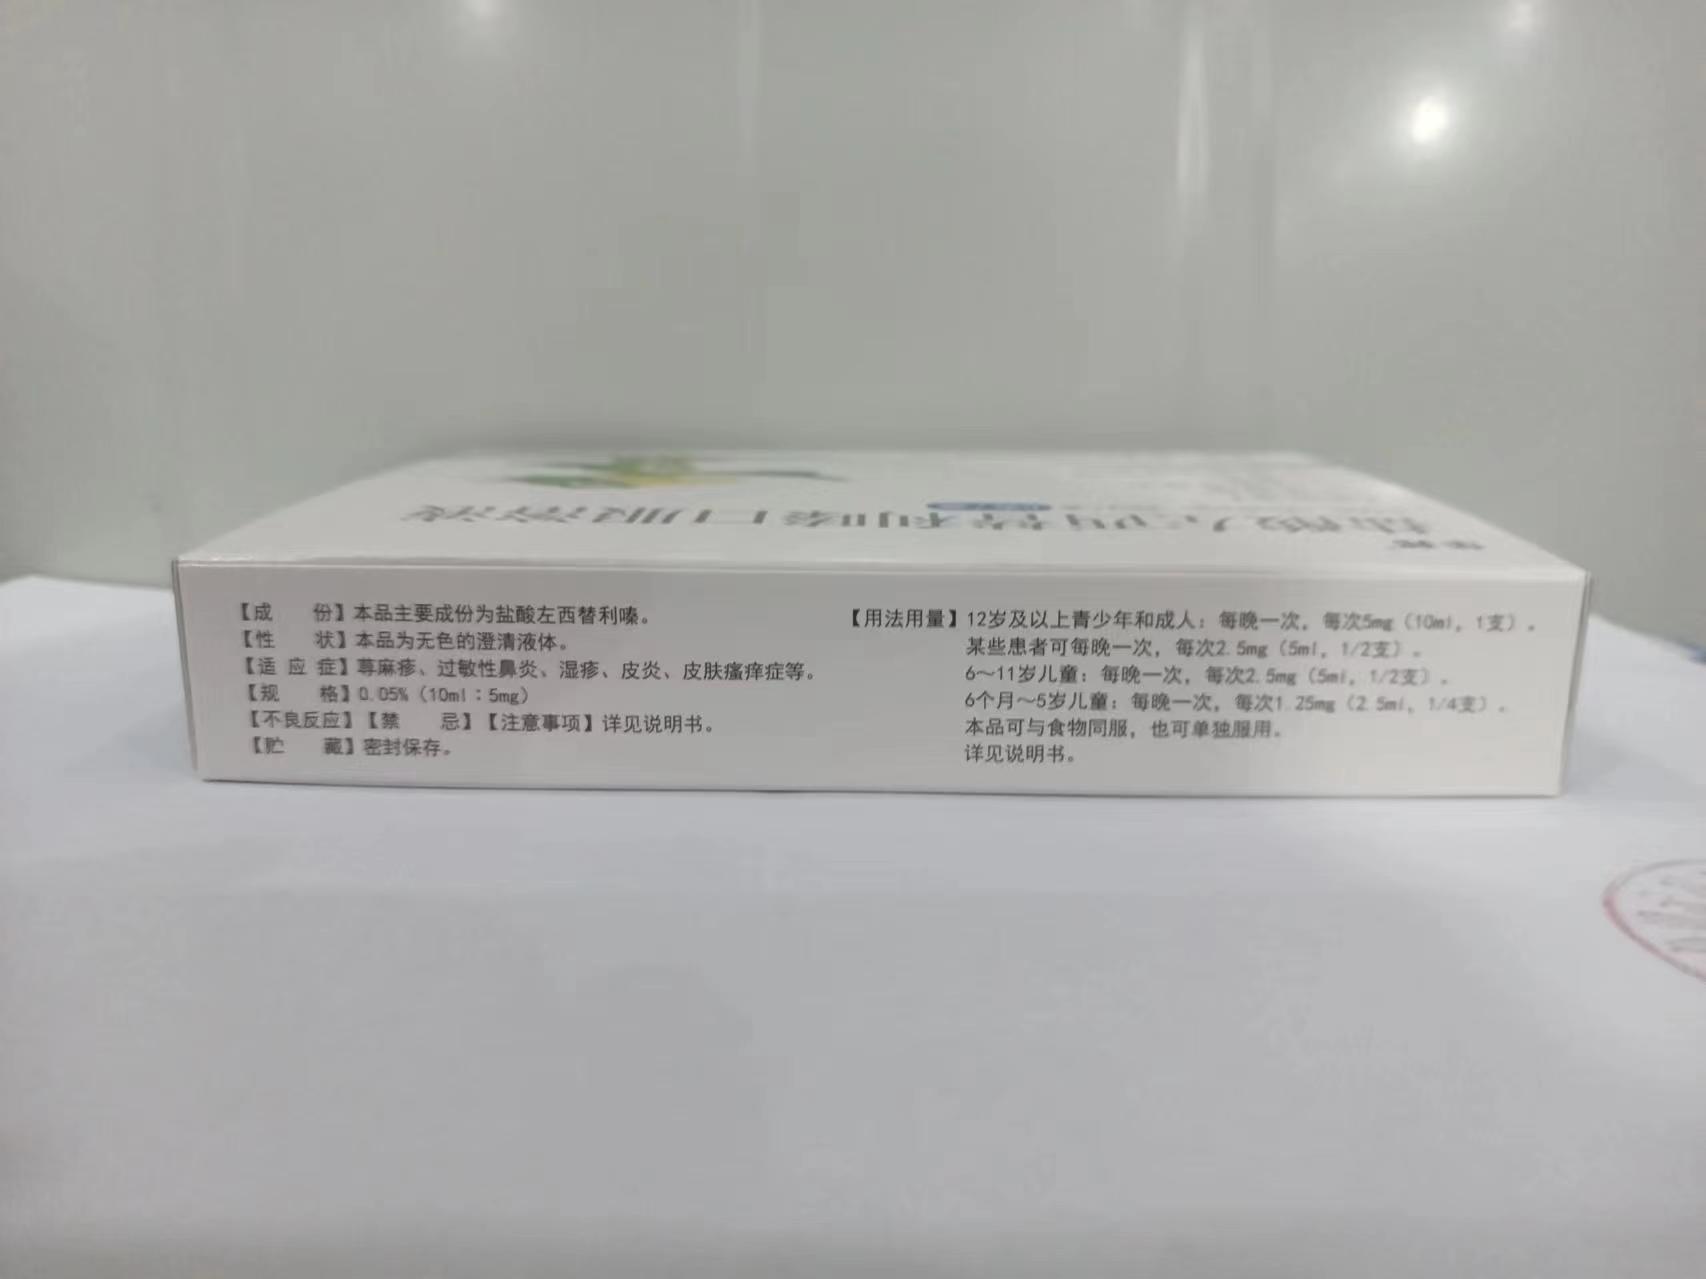 盐酸左西替利嗪口服溶液
【成　　份】本品主要成份为盐酸左西替利嗪。
【性　　状】本品为无色的澄清液体。
【适 应 症】荨麻疹、过敏性鼻炎、湿疹、皮炎、皮肤瘙痒症等。
【规　　格】0.05%（10ml：5mg）
【不良反应】【禁　　忌】【注意事项】详见说明书。
【贮　　藏】密封保存。
【用法用量】12岁及以上青少年和成人：每晚一次，每次5mg（10ml，1支）。
某些患者可每晚一次，每次2.5mg（5ml，1/2支）。
6～11岁儿童：每晚一次，每次2.5mg（5ml，1/2支）。
6个月～5岁儿童：每晚一次，每次1.25mg（2.5ml，1/4支）。
本品可与食物同服，也可单独服用。
详见说明书。